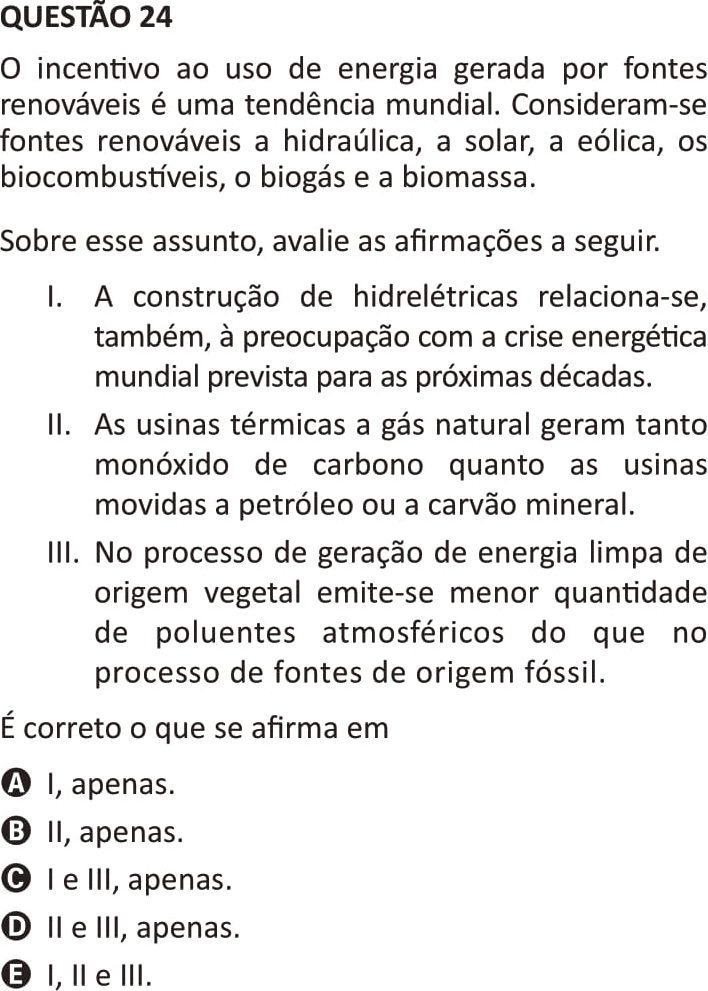 QUESTÃO 24
O incentivo ao uso de energia gerada por fontes
renováveis é uma tendência mundial. Consideram-se
fontes renováveis a hidraúlica, a solar, a eólica, os
biocombustíveis, o biogás e a biomassa.
Sobre esse assunto, avalie as afirmações a seguir.
I. A construção de hidrelétricas relaciona-se,
também, à preocupação com a crise energética
mundial prevista para as próximas décadas.
II. As usinas térmicas a gás natural geram tanto
monóxido de carbono quanto as usinas
movidas a petróleo ou a carvão mineral.
III. No processo de geração de energia limpa de
origem vegetal emite-se menor quantidade
de poluentes atmosféricos do que no
processo de fontes de origem fóssil.
É correto o que se afirma em
A I, apenas.
B II, apenas.
C I e III, apenas.
D II e III, apenas.
E I, II e III.